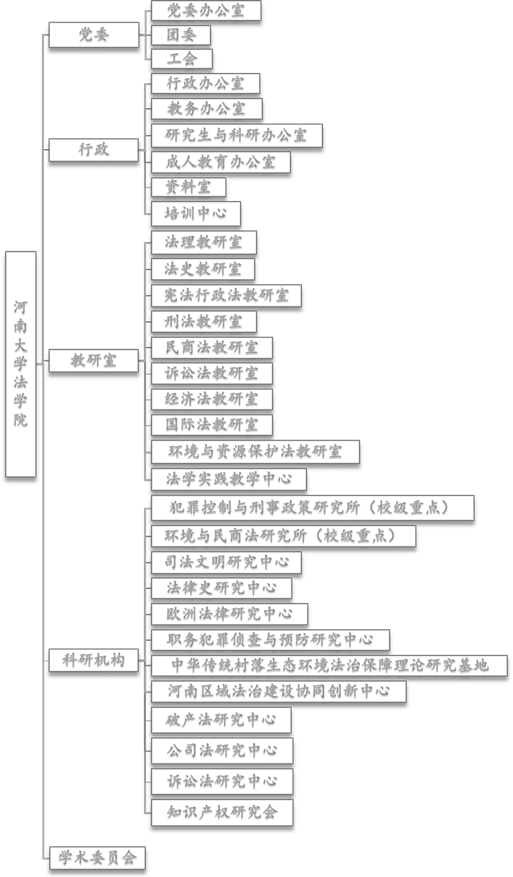 河南大学法学院
党委
党委办公室
团委
工会
行政
行政办公室
教务办公室
研究生与科研办公室
成人教育办公室
资料室
培训中心
教研室
法理教研室
法史教研室
宪法行政法教研室
刑法教研室
民商法教研室
诉讼法教研室
经济法教研室
国际法教研室
环境与资源保护法教研室
法学实践教学中心
科研机构
犯罪控制与刑事政策研究所（校级重点）
环境与民商法研究所（校级重点）
司法文明研究中心
法律史研究中心
欧洲法律研究中心
职务犯罪侦查与预防研究中心
中华传统村落生态环境法治保障理论研究基地
河南区域法治建设协同创新中心
破产法研究中心
公司法研究中心
诉讼法研究中心
知识产权研究会
学术委员会